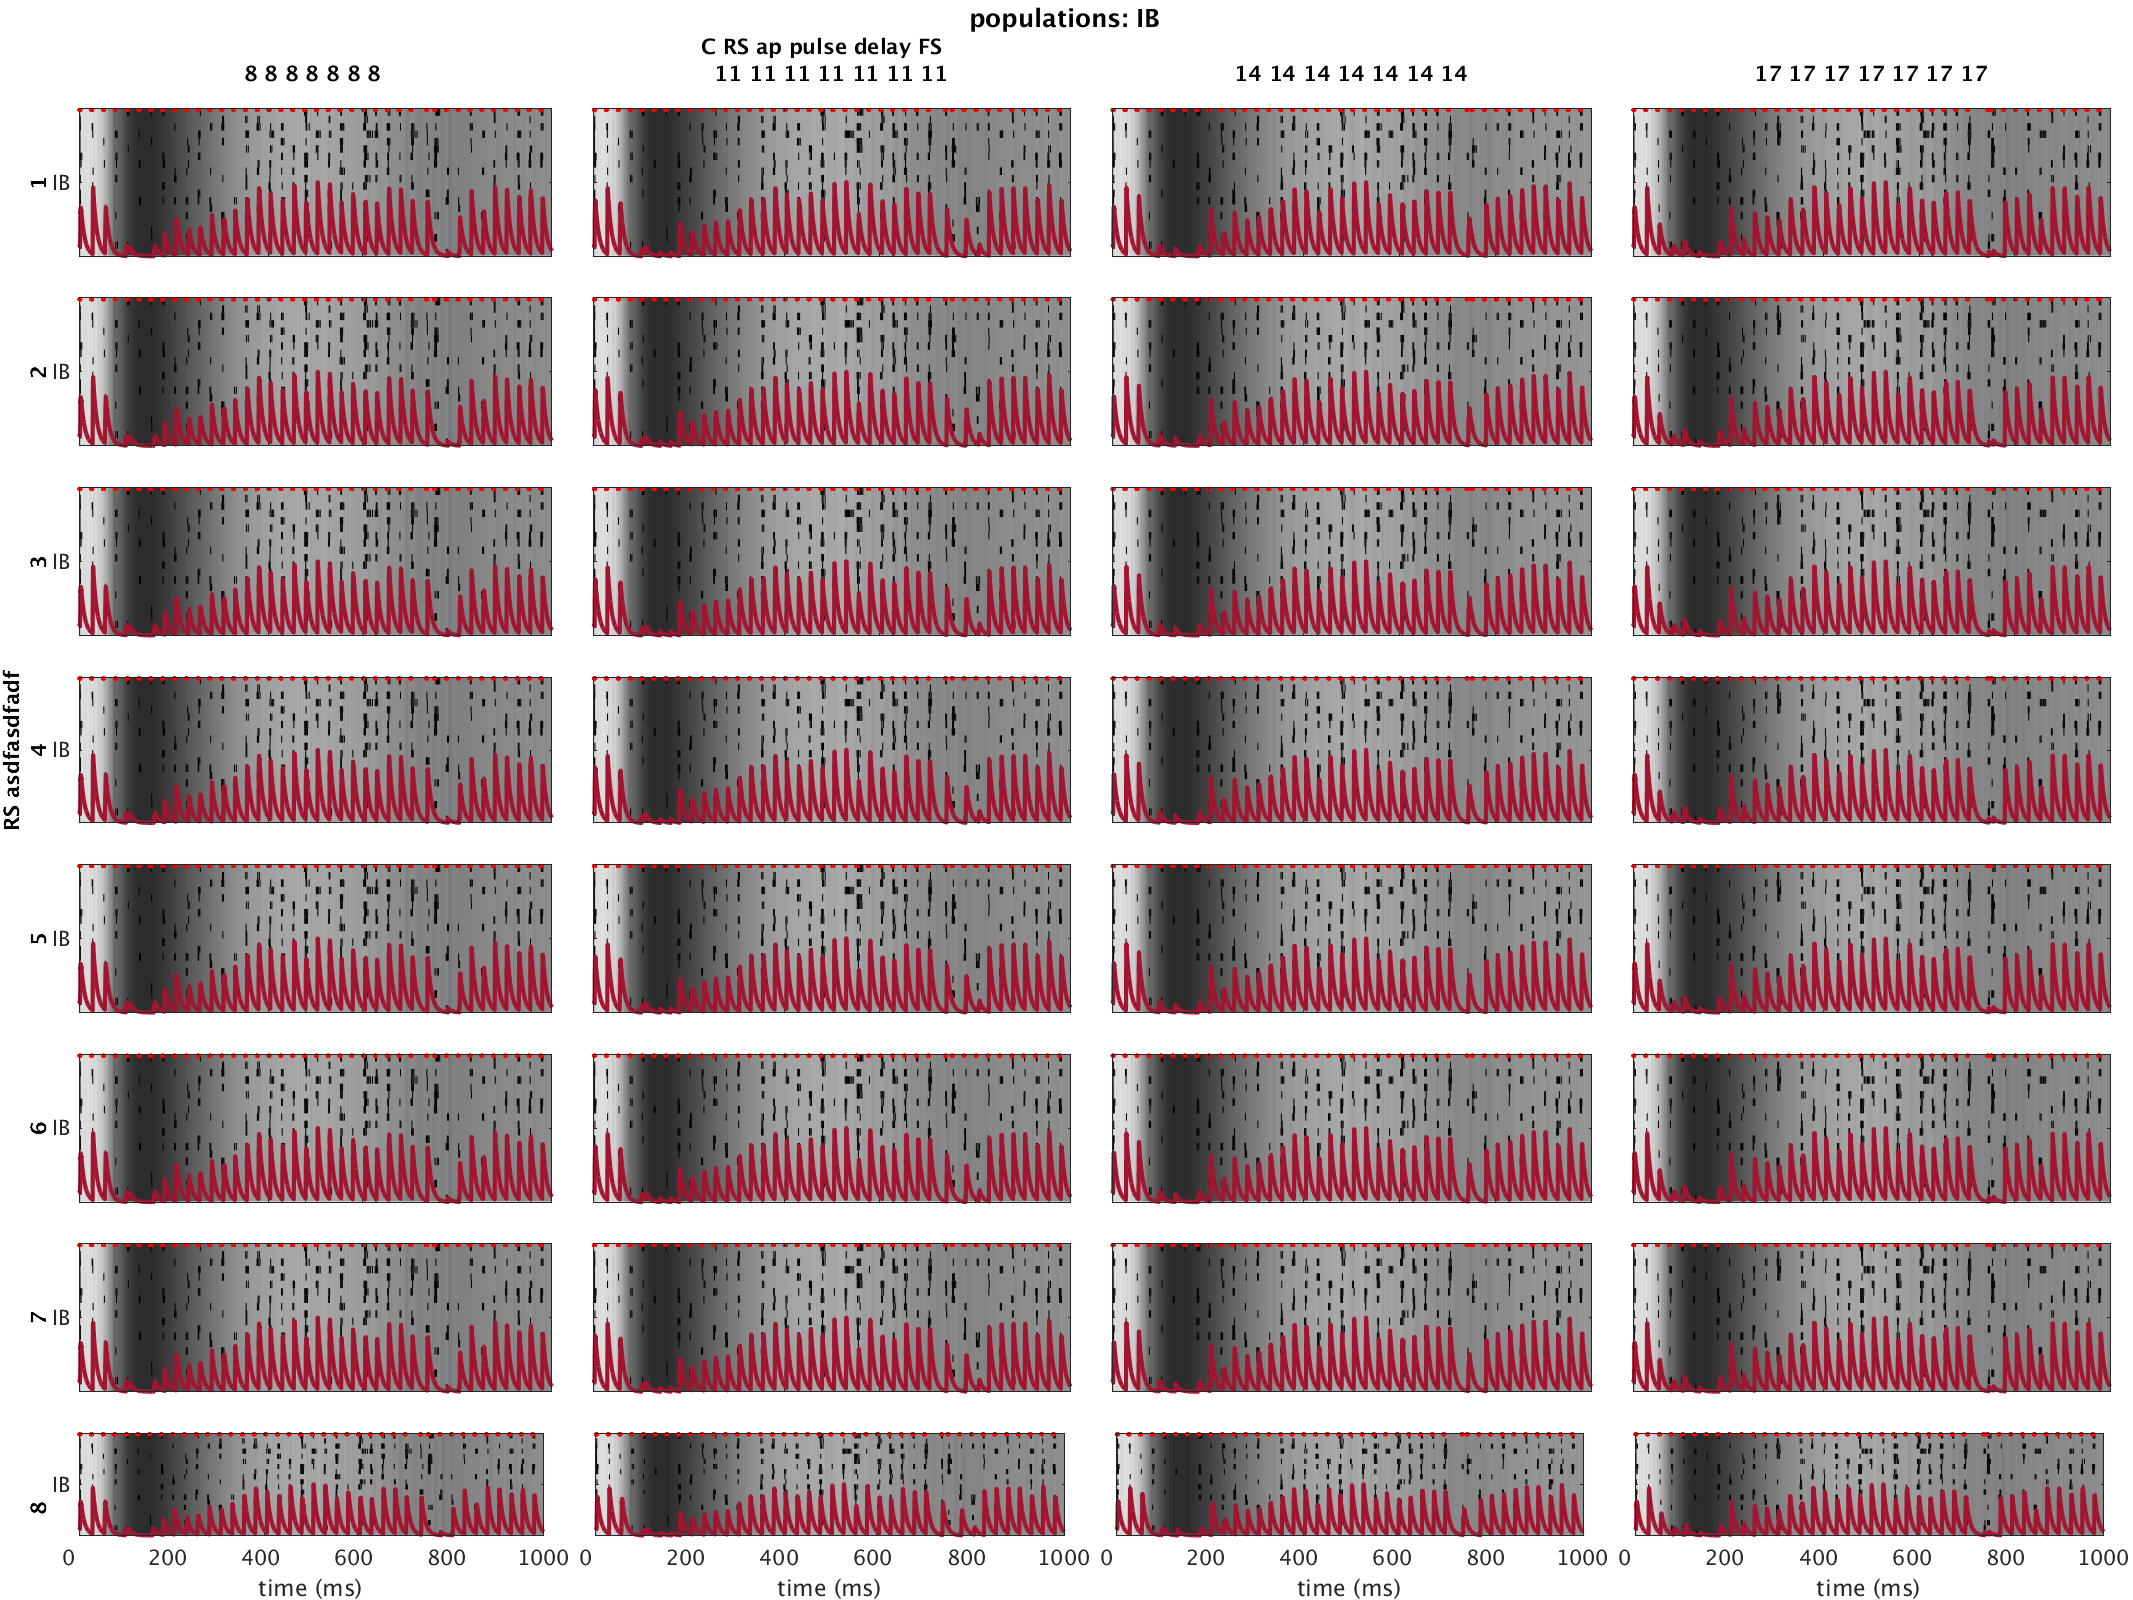 populations: IB
C RS ap pulse delay FS
8 8 8 8 8 8 8
11 11 11 11 11 11 11
14 14 14 14 14 14 14
17 17 17 17 17 17 17
RS asdfasdfadf
1 IB
2 IB
3 IB
4 IB
5 IB
6 IB
7 IB
8 IB
0 200 400 600 800 1000
0 200 400 600 800 1000
0 200 400 600 800 1000
0 200 400 600 800 1000
time (ms)
time (ms)
time (ms)
time (ms)